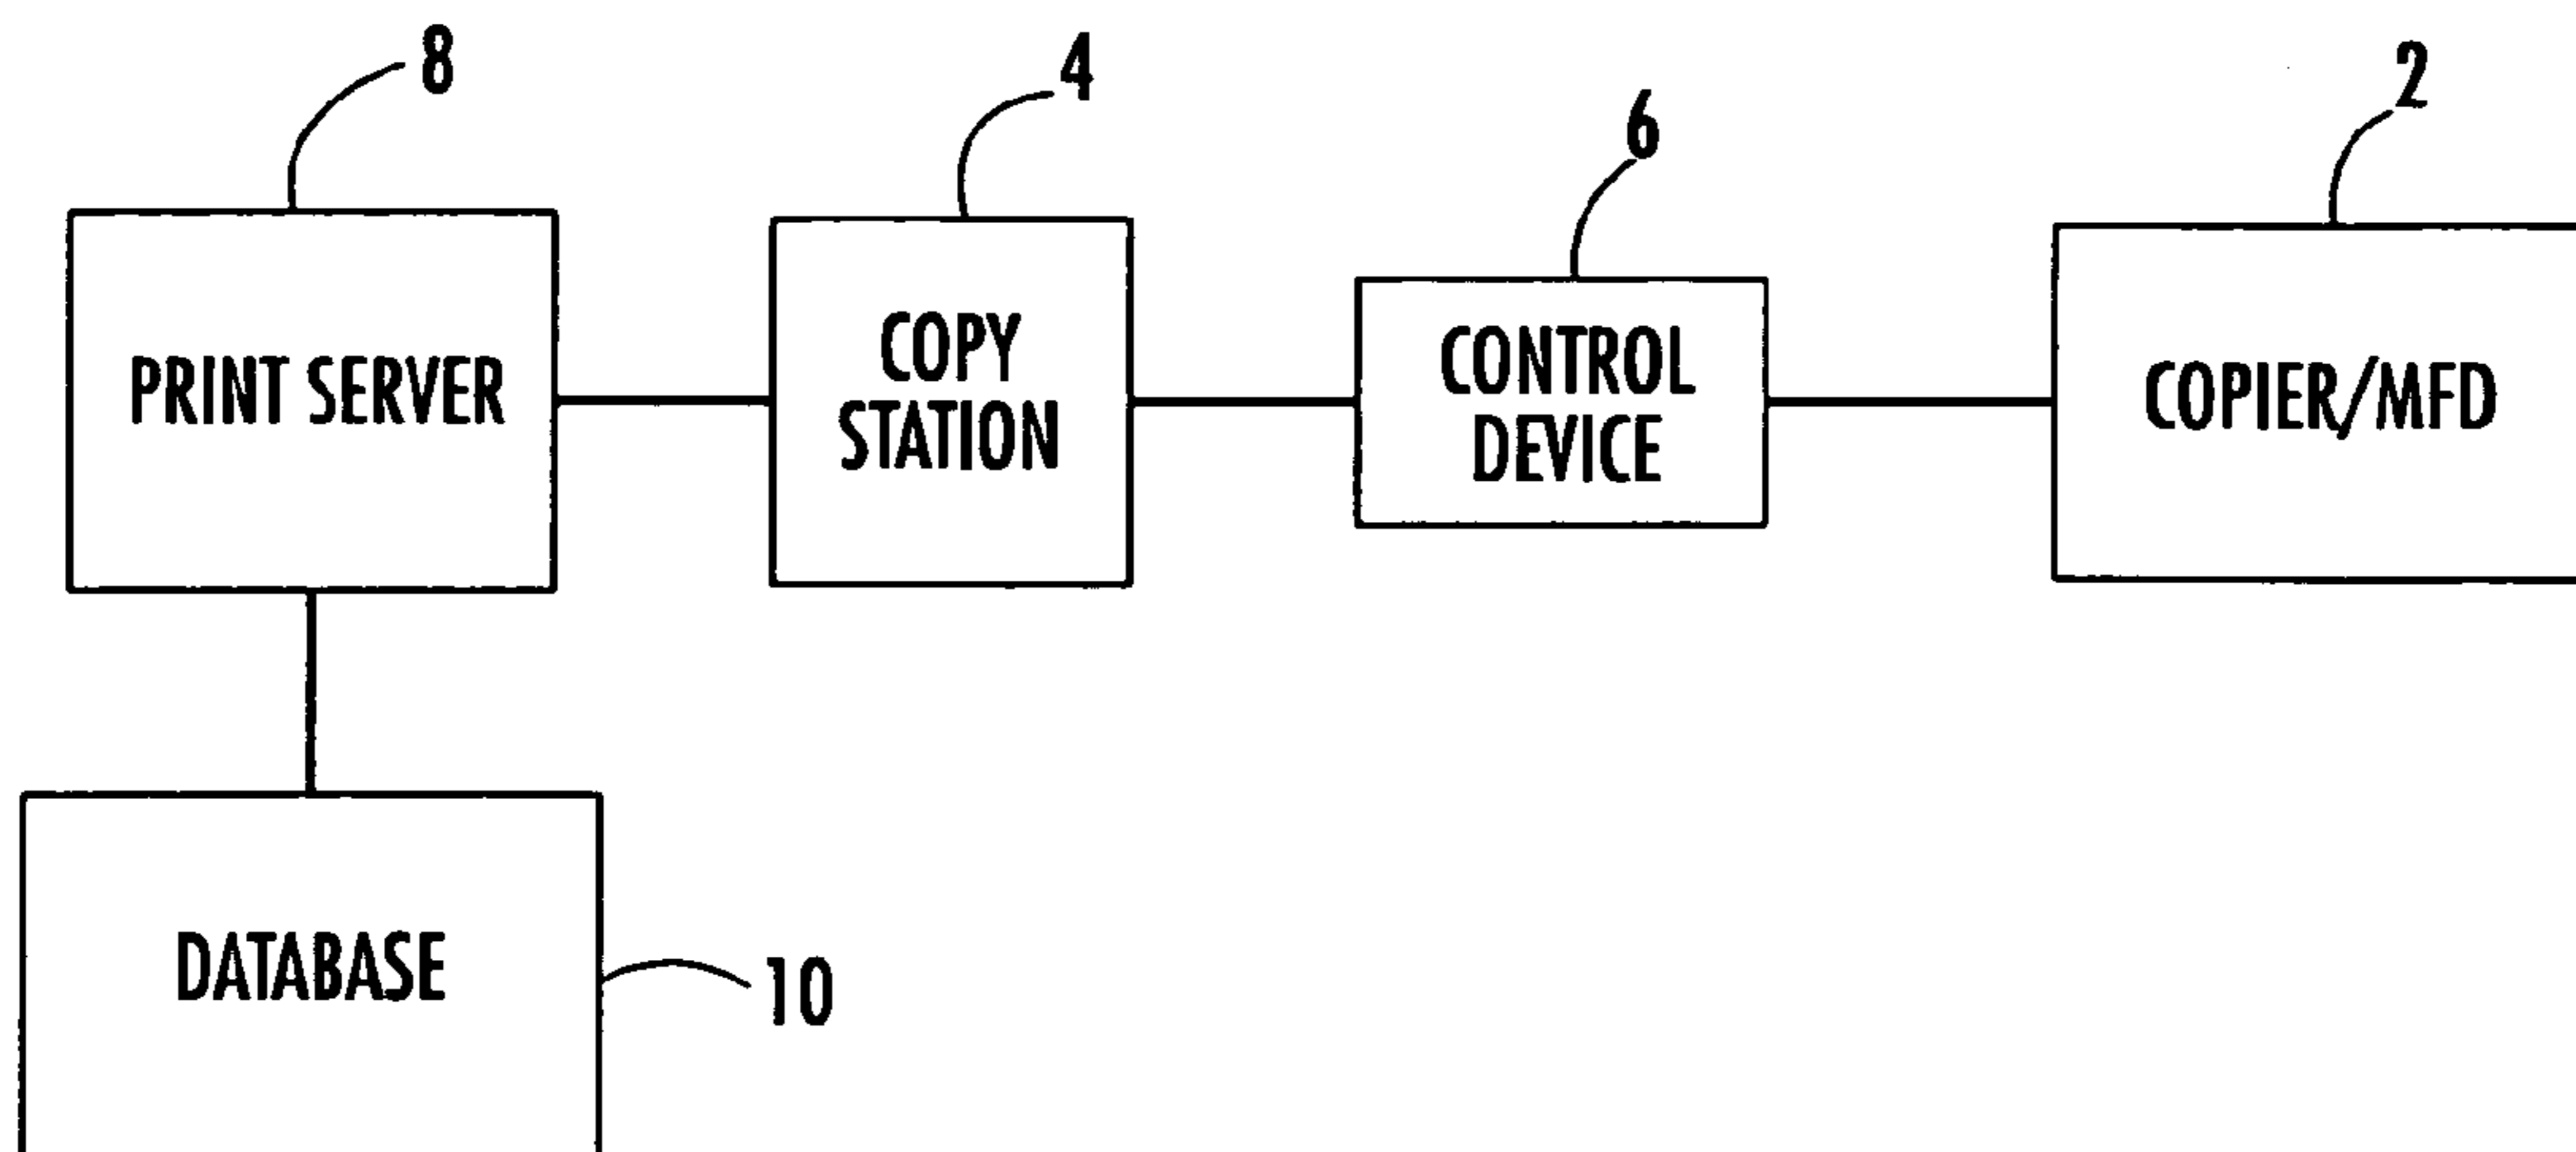 8
4
6
2
PRINT SERVER
COPY
STATION
CONTROL
DEVICE
COPIER/MFD
DATABASE
10